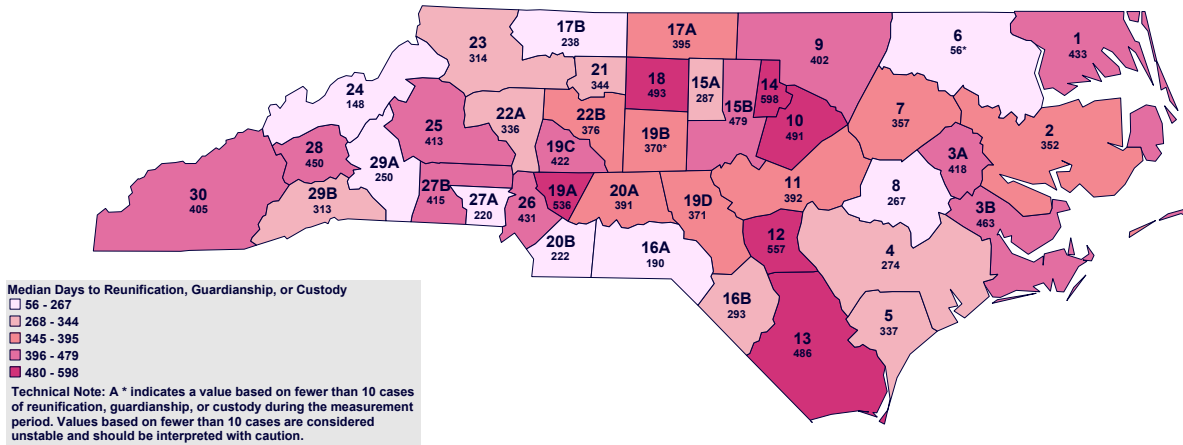 17B
238
17A
395
6
56*
1
433
23
314
9
402
21
344
18
493
15A
287
14
598
24
148
15B
479
7
357
22A
336
22B
376
10
491
25
413
19B
370*
2
352
28
450
19C
422
3A
418
29A
250
30
405
29B
313
27B
415
27A
220
26
431
19A
536
20A
391
19D
371
11
392
8
267
3B
463
12
557
20B
222
16A
190
4
274
16B
293
5
337
13
486
Median Days to Reunification, Guardianship, or Custody
56 - 267
268 - 344
345 - 395
396 - 479
480 - 598
Technical Note: A * indicates a value based on fewer than 10 cases
of reunification, guardianship, or custody during the measurement
period. Values based on fewer than 10 cases are considered
unstable and should be interpreted with caution.